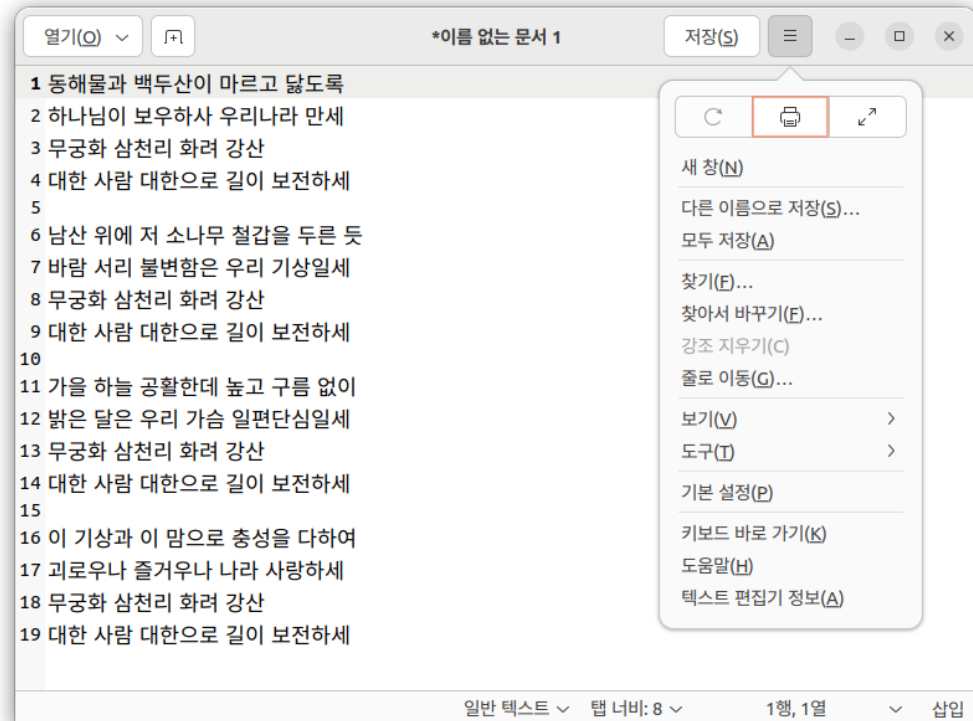 열기(O)
*이름 없는 문서 1
저장(S)
1 동해물과 백두산이 마르고 닳도록
2 하나님이 보우하사 우리나라 만세
3 무궁화 삼천리 화려 강산
4 대한 사람 대한으로 길이 보전하세
5
6 남산 위에 저 소나무 철갑을 두른 듯
7 바람 서리 불변함은 우리 기상일세
8 무궁화 삼천리 화려 강산
9 대한 사람 대한으로 길이 보전하세
10
11 가을 하늘 공활한데 높고 구름 없이
12 밝은 달은 우리 가슴 일편단심일세
13 무궁화 삼천리 화려 강산
14 대한 사람 대한으로 길이 보전하세
15
16 이 기상과 이 맘으로 충성을 다하여
17 괴로우나 즐거우나 나라 사랑하세
18 무궁화 삼천리 화려 강산
19 대한 사람 대한으로 길이 보전하세
새 창(N)
다른 이름으로 저장(S)...
모두 저장(A)
찾기(F)...
찾아서 바꾸기(F)...
강조 지우기(C)
줄로 이동(G)...
보기(V)
도구(T)
기본 설정(P)
키보드 바로 가기(K)
도움말(H)
텍스트 편집기 정보(A)
일반 텍스트
탭 너비: 8
1행, 1열
삽입